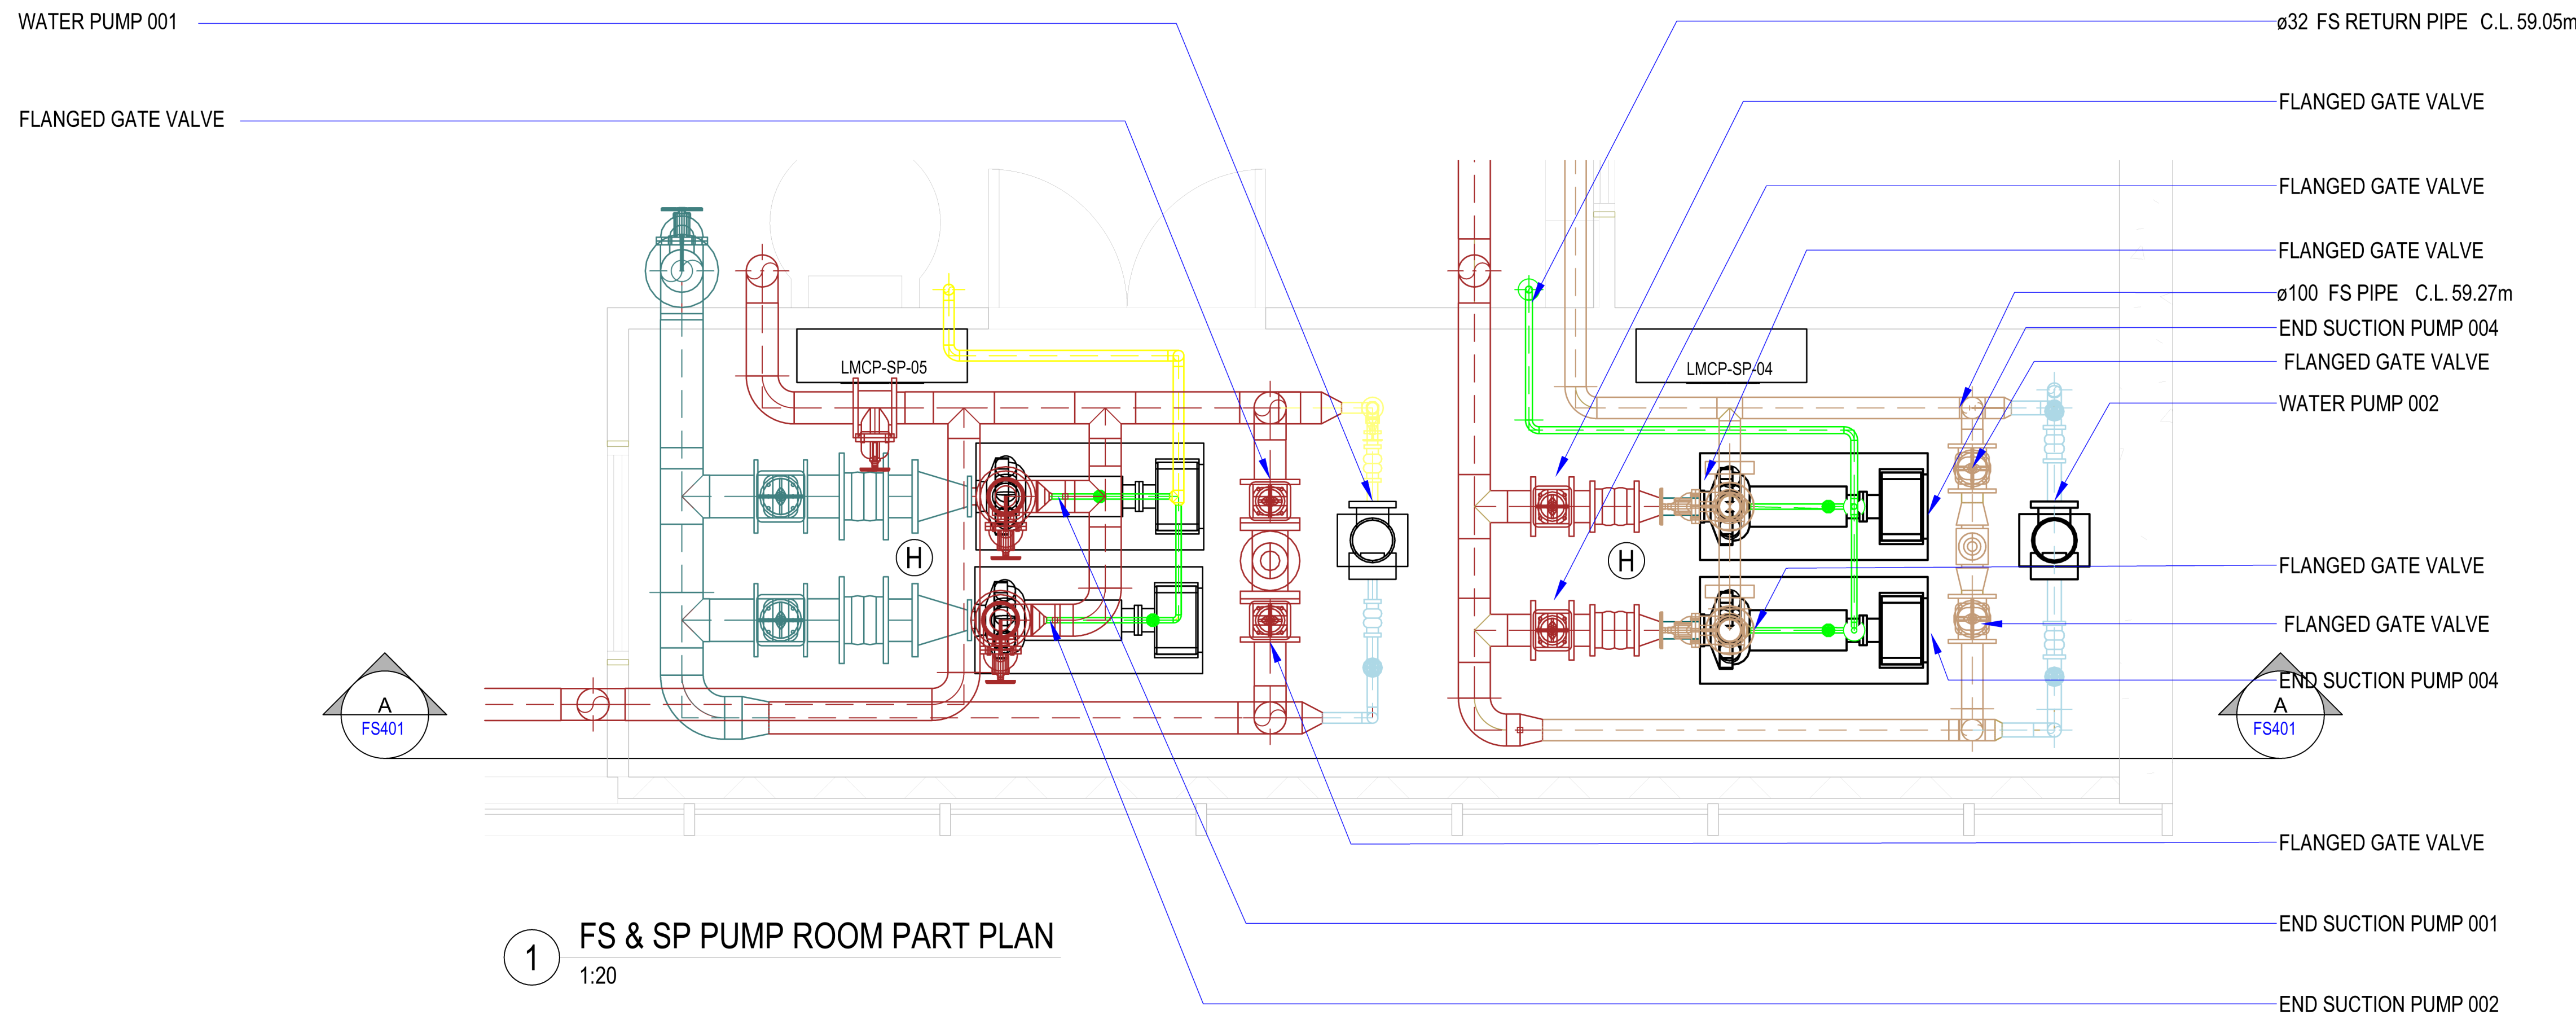 WATER PUMP 001
ø32 FS RETURN PIPE C.L. 59.05m
FLANGED GATE VALVE
FLANGED GATE VALVE
FLANGED GATE VALVE
FLANGED GATE VALVE
ø100 FS PIPE C.L. 59.27m
END SUCTION PUMP 004
FLANGED GATE VALVE
LMCP-SP-05
LMCP-SP-04
WATER PUMP 002
H
H
FLANGED GATE VALVE
FLANGED GATE VALVE
END SUCTION PUMP 004
A
FS401
A
FS401
FLANGED GATE VALVE
END SUCTION PUMP 001
1
FS & SP PUMP ROOM PART PLAN
1:20
END SUCTION PUMP 002